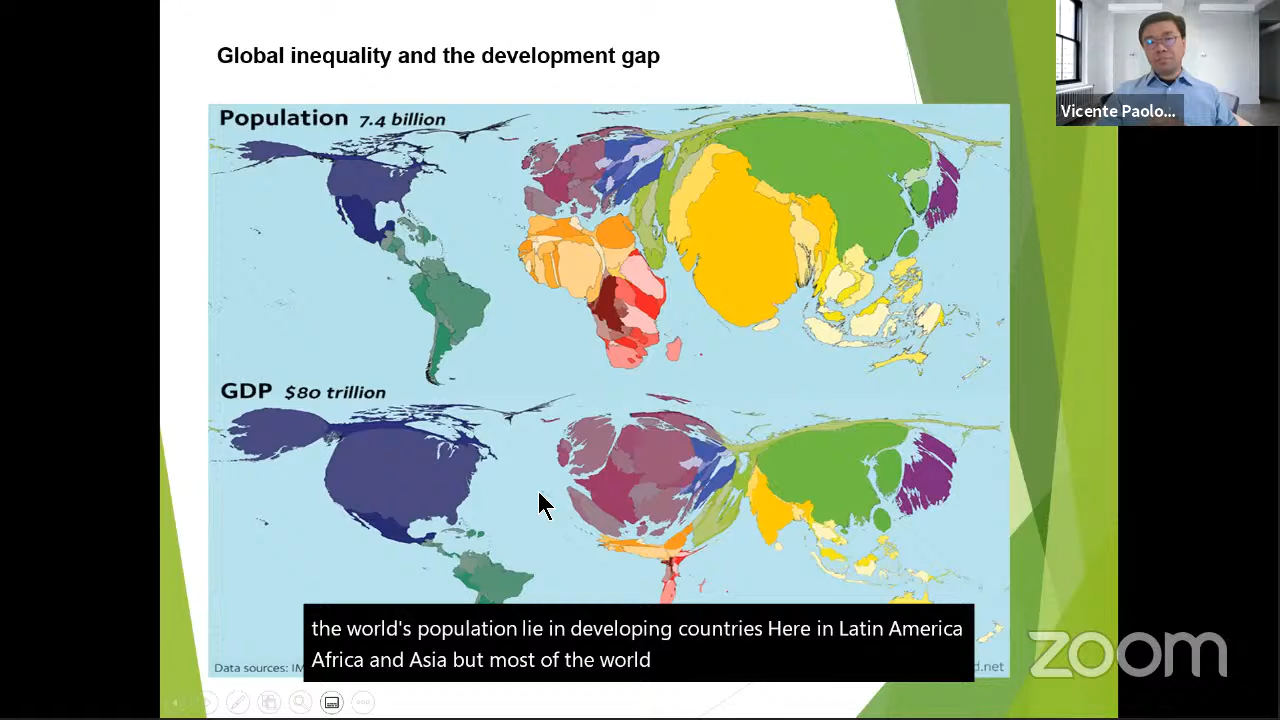 Global inequality and the development gap
Vicente Paolo...
Population 7.4 billion
GDP $80 trillion
the world's population lie in developing countries Here in Latin America
Africa and Asia but most of the world
Data sources: IM
d.net
zoom